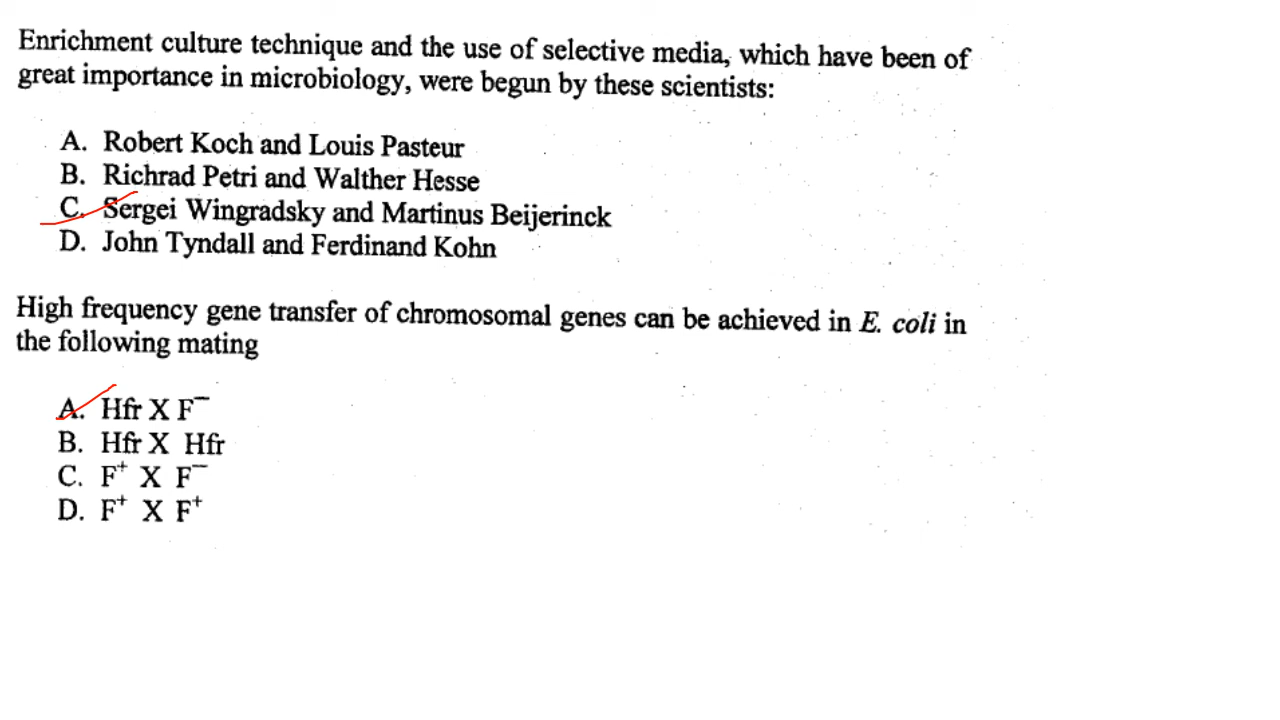 Enrichment culture technique and the use of selective media, which have been of
great importance in microbiology, were begun by these scientists:
A. Robert Koch and Louis Pasteur
B. Richrad Petri and Walther Hesse
C. Sergei Wingradsky and Martinus Beijerinck
D. John Tyndall and Ferdinand Kohn
High frequency gene transfer of chromosomal genes can be achieved in E. coli in
the following mating
A. Hfr X F⁻
B. Hfr X Hfr
C. F⁺ X F⁻
D. F⁺ X F⁺